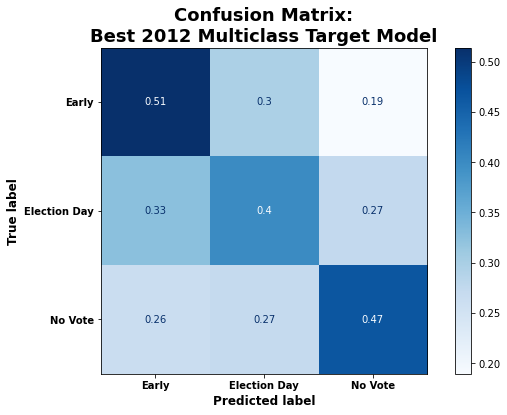 Confusion Matrix:
Best 2012 Multiclass Target Model
True label
Early
0.51
0.3
0.19
Election Day
0.33
0.4
0.27
No Vote
0.26
0.27
0.47
Early
Election Day
No Vote
Predicted label
0.50
0.45
0.40
0.35
0.30
0.25
0.20